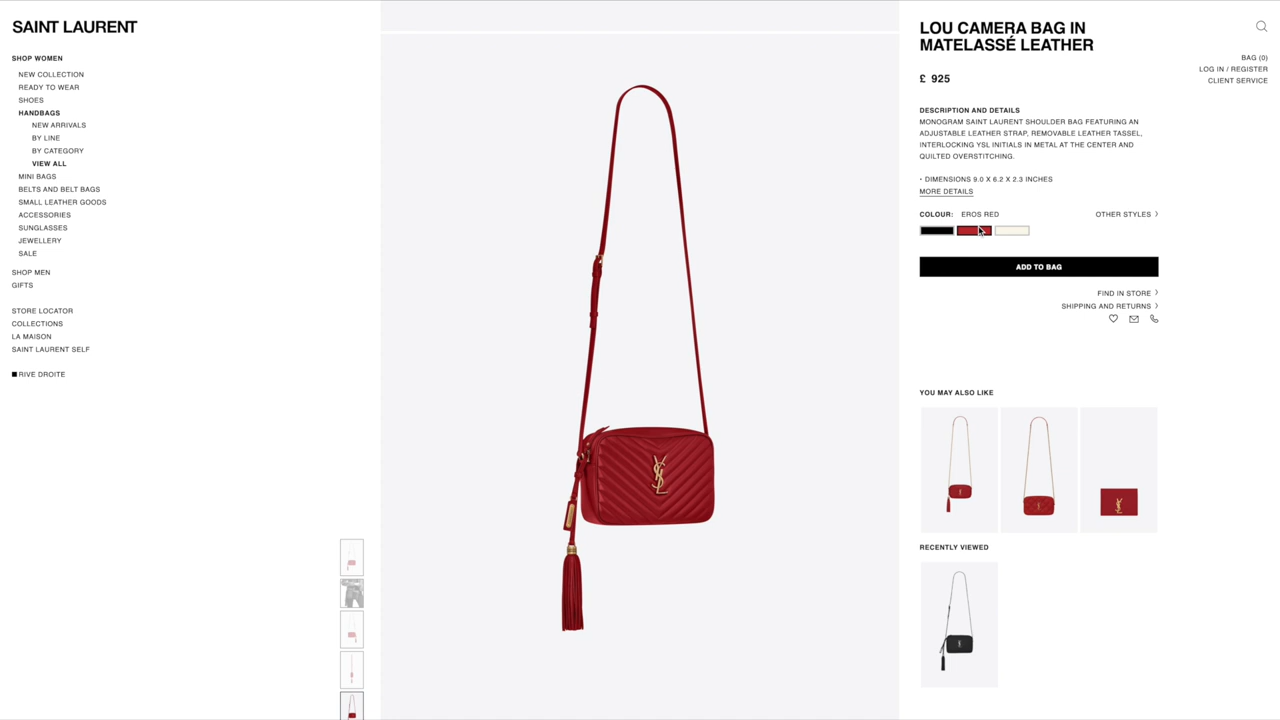 SAINT LAURENT
SHOP WOMEN
NEW COLLECTION
READY TO WEAR
SHOES
HANDBAGS
NEW ARRIVALS
BY LINE
BY CATEGORY
VIEW ALL
MINI BAGS
BELTS AND BELT BAGS
SMALL LEATHER GOODS
ACCESSORIES
SUNGLASSES
JEWELLERY
SALE
SHOP MEN
GIFTS
STORE LOCATOR
COLLECTIONS
LA MAISON
SAINT LAURENT SELF
RIVE DROITE
YSL
LOU CAMERA BAG IN
MATELASSÉ LEATHER
£ 925
DESCRIPTION AND DETAILS
MONOGRAM SAINT LAURENT SHOULDER BAG FEATURING AN
ADJUSTABLE LEATHER STRAP, REMOVABLE LEATHER TASSEL,
INTERLOCKING YSL INITIALS IN METAL AT THE CENTER AND
QUILTED OVERSTITCHING.
• DIMENSIONS 9.0 X 6.2 X 2.3 INCHES
MORE DETAILS
COLOUR: EROS RED
OTHER STYLES
ADD TO BAG
FIND IN STORE
SHIPPING AND RETURNS
YOU MAY ALSO LIKE
RECENTLY VIEWED
BAG (0)
LOG IN / REGISTER
CLIENT SERVICE